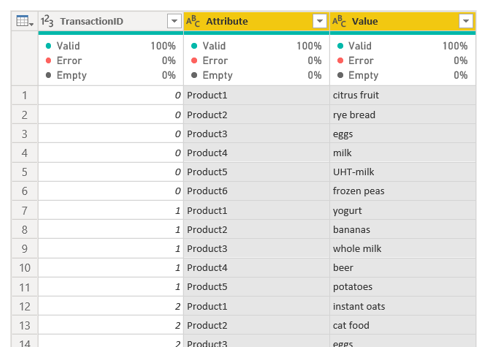 123 TransactionID ABC Attribute ABC Value
Valid 100% Valid 100% Valid 100%
Error 0% Error 0% Error 0%
Empty 0% Empty 0% Empty 0%
1 0 Product1 citrus fruit
2 0 Product2 rye bread
3 0 Product3 eggs
4 0 Product4 milk
5 0 Product5 UHT-milk
6 0 Product6 frozen peas
7 1 Product1 yogurt
8 1 Product2 bananas
9 1 Product3 whole milk
10 1 Product4 beer
11 1 Product5 potatoes
12 2 Product1 instant oats
13 2 Product2 cat food
14 2 Product3 eggs